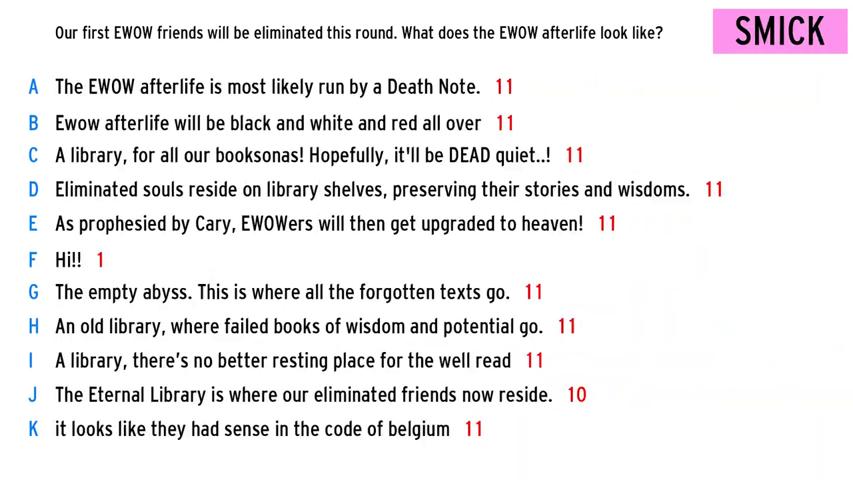 Our first EWOW friends will be eliminated this round. What does the EWOW afterlife look like?
SMICK
A The EWOW afterlife is most likely run by a Death Note. 11
B Ewow afterlife will be black and white and red all over 11
C A library, for all our booksonas! Hopefully, it'll be DEAD quiet..! 11
D Eliminated souls reside on library shelves, preserving their stories and wisdoms. 11
E As prophesied by Cary, EWOWers will then get upgraded to heaven! 11
F Hi!! 1
G The empty abyss. This is where all the forgotten texts go. 11
H An old library, where failed books of wisdom and potential go. 11
I A library, there's no better resting place for the well read 11
J The Eternal Library is where our eliminated friends now reside. 10
K it looks like they had sense in the code of belgium 11